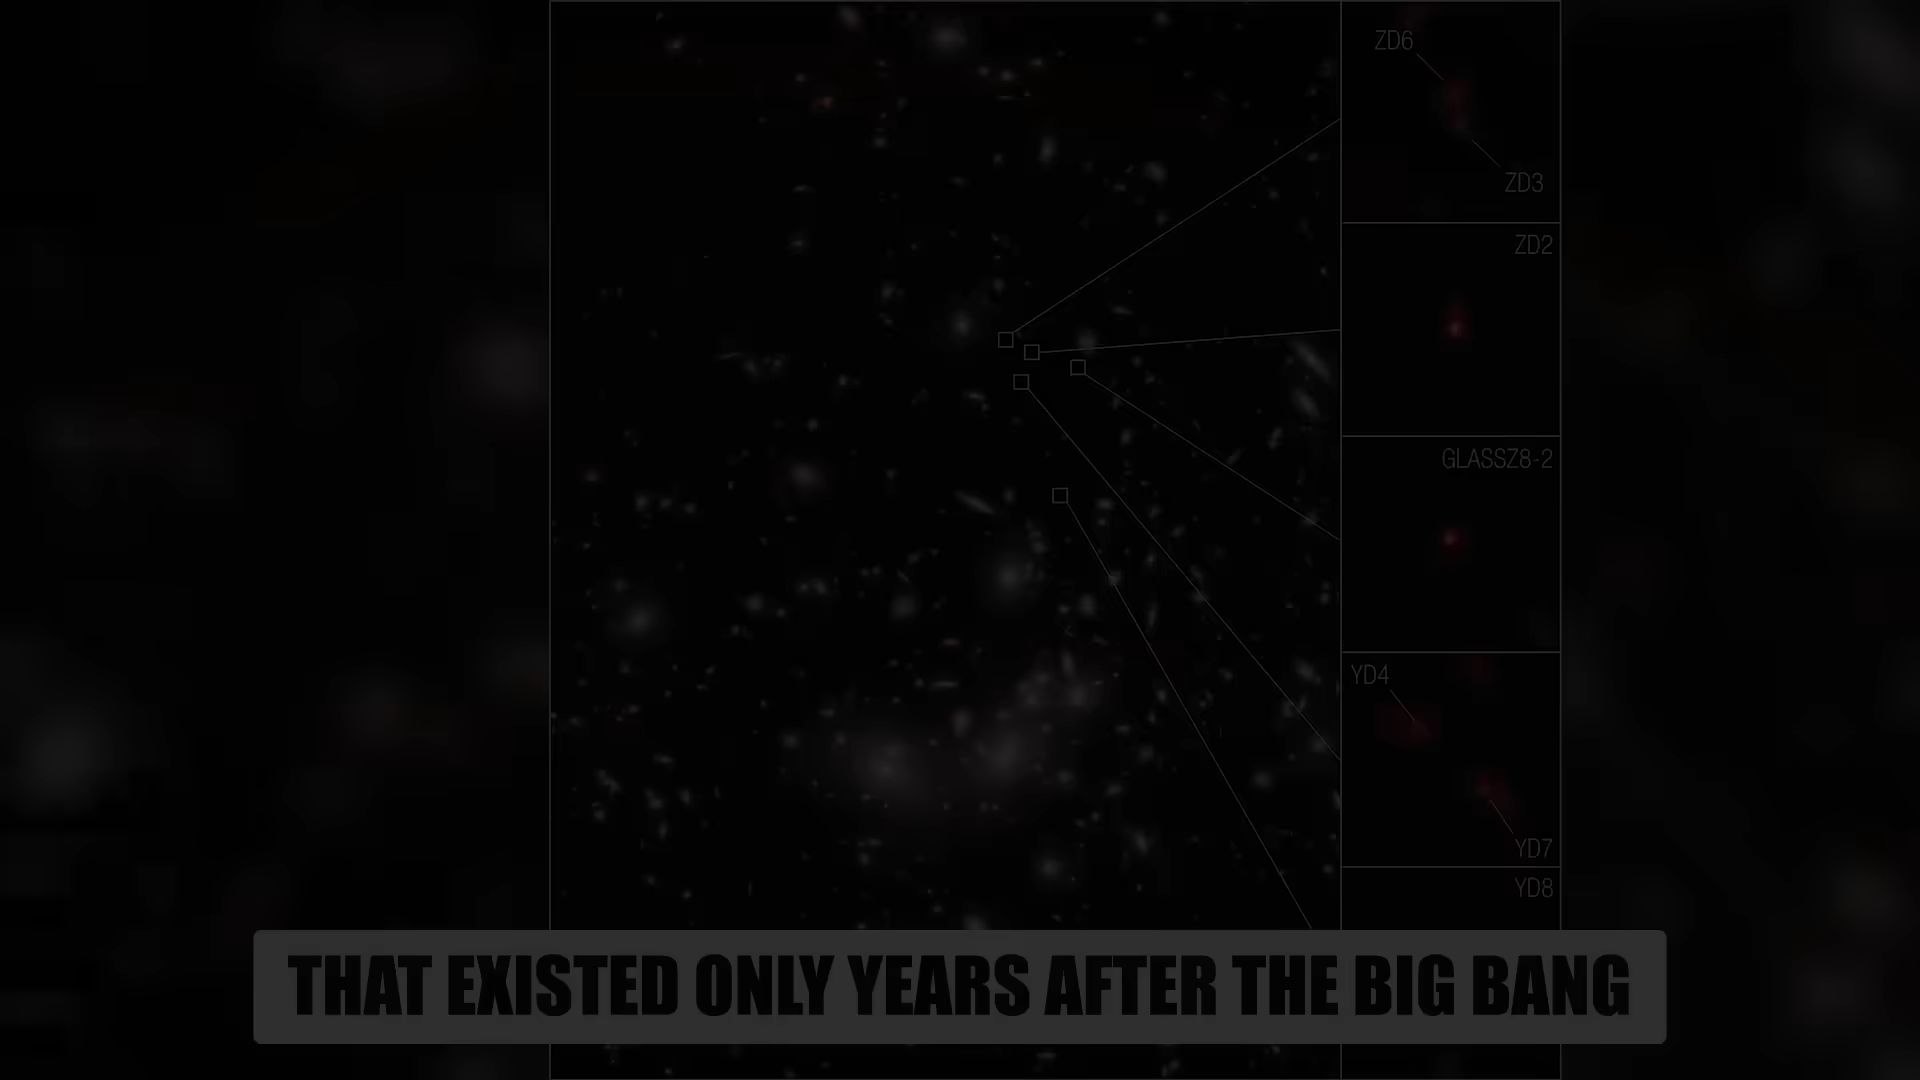 ZD6
ZD3
ZD2
GLASSZ8-2
YD4
YD7
YD8
THAT EXISTED ONLY YEARS AFTER THE BIG BANG